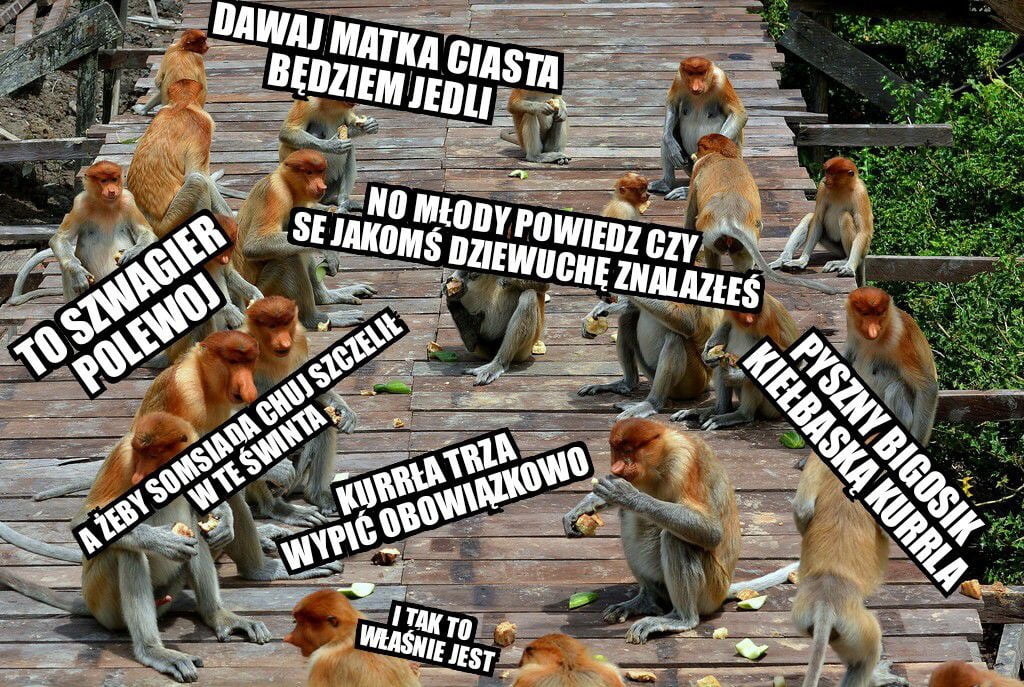 DAWAJ MATKA CIASTA
BĘDZIEM JEDLI
NO MŁODY POWIEDZ CZY
SE JAKOMŚ DZIEWUCHĘ ZNALAZŁEŚ
TO SZWAGIER
POLEWOJ
A ŻEBY SOMSIADA CHUJ SZCZELIŁ
W TE ŚWINTA
PYSZNY BIGOSIK
KIEŁBASKĄ KURRLA
KURRŁA TRZA
WYPIĆ OBOWIĄZKOWO
I TAK TO
WŁAŚNIE JEST